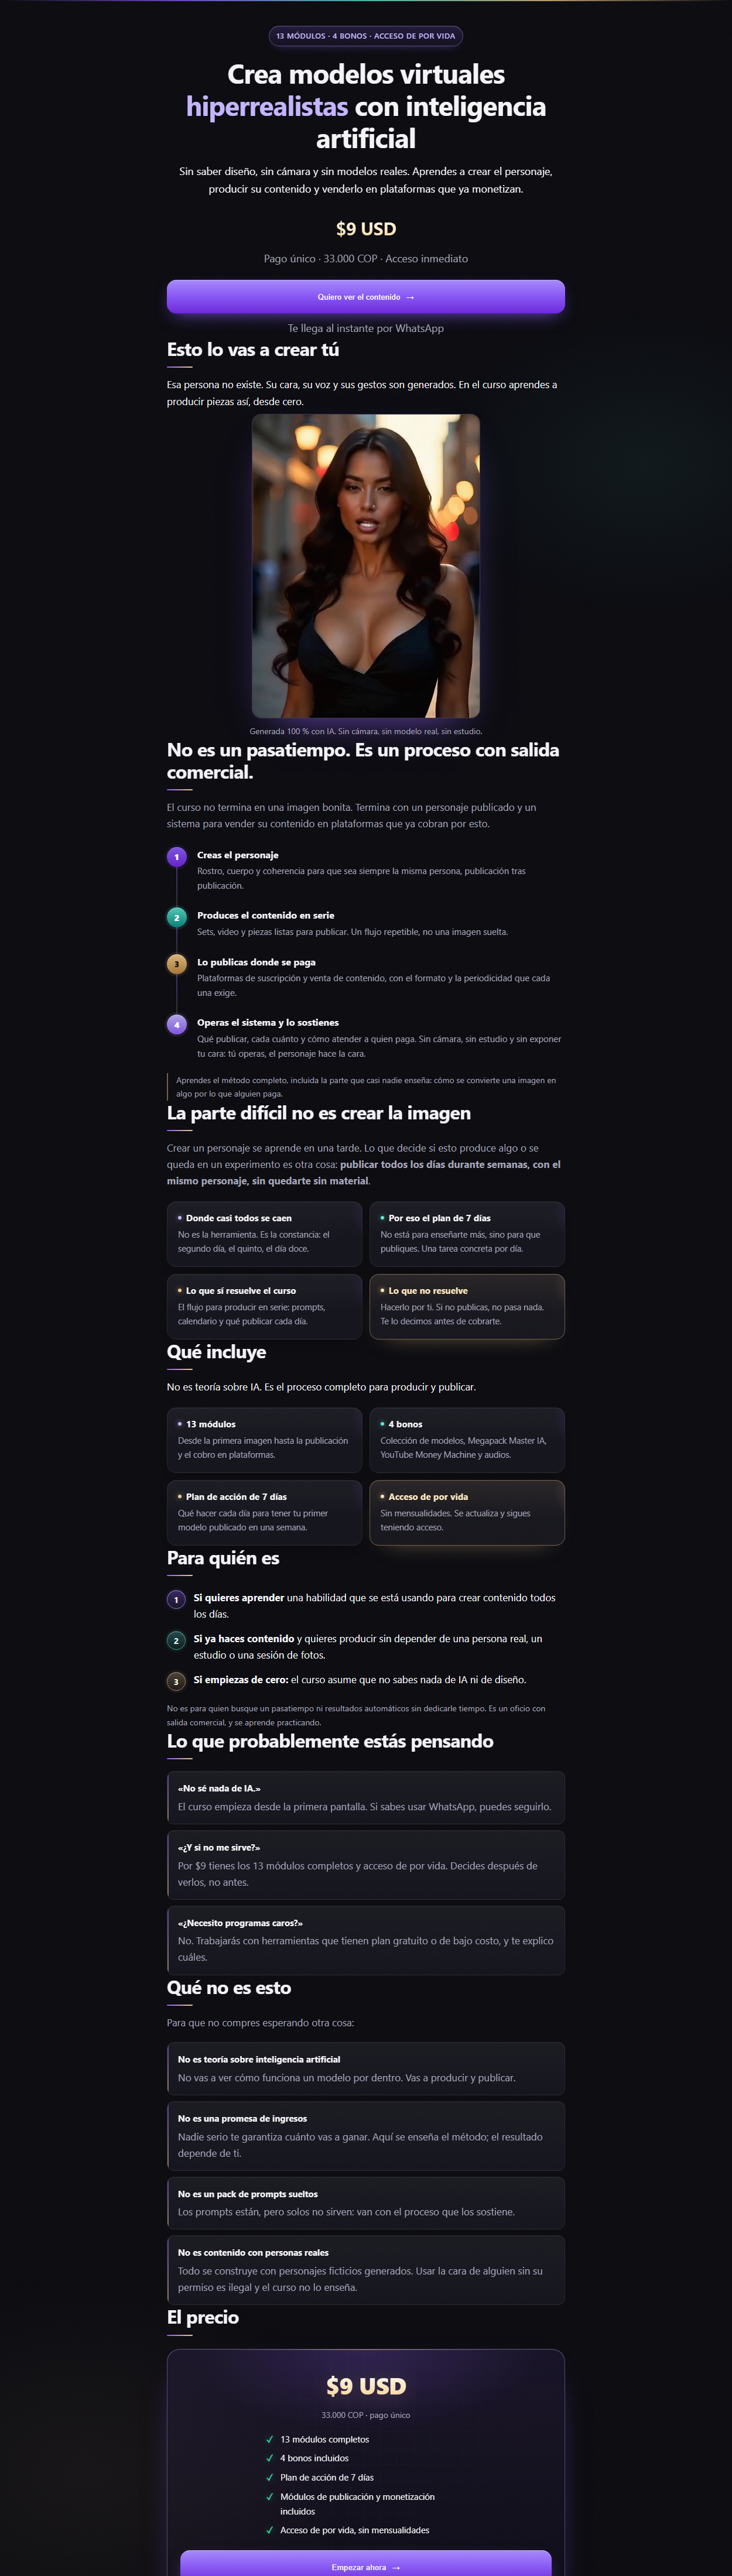 13 MÓDULOS · 4 BONOS · ACCESO DE POR VIDA
Crea modelos virtuales
hiperrealistas con inteligencia
artificial
Sin saber diseño, sin cámara y sin modelos reales. Aprendes a crear el personaje,
producir su contenido y venderlo en plataformas que ya monetizan.
$9 USD
Pago único · 33.000 COP · Acceso inmediato
Quiero ver el contenido →
Te llega al instante por WhatsApp
Esto lo vas a crear tú
Esa persona no existe. Su cara, su voz y sus gestos son generados. En el curso aprendes a
producir piezas así, desde cero.
Generada 100 % con IA. Sin cámara, sin modelo real, sin estudio.
No es un pasatiempo. Es un proceso con salida
comercial.
El curso no termina en una imagen bonita. Termina con un personaje publicado y un
sistema para vender su contenido en plataformas que ya cobran por esto.
1
Creas el personaje
Rostro, cuerpo y coherencia para que sea siempre la misma persona, publicación tras
publicación.
2
Produces el contenido en serie
Sets, video y piezas listas para publicar. Un flujo repetible, no una imagen suelta.
3
Lo publicas donde se paga
Plataformas de suscripción y venta de contenido, con el formato y la periodicidad que cada
una exige.
4
Operas el sistema y lo sostienes
Qué publicar, cada cuánto y cómo atender a quien paga. Sin cámara, sin estudio y sin exponer
tu cara: tú operas, el personaje hace la cara.
Aprendes el método completo, incluida la parte que casi nadie enseña: cómo se convierte una imagen en
algo por lo que alguien paga.
La parte difícil no es crear la imagen
Crear un personaje se aprende en una tarde. Lo que decide si esto produce algo o se
queda en un experimento es otra cosa: publicar todos los días durante semanas, con el
mismo personaje, sin quedarte sin material.
Donde casi todos se caen
No es la herramienta. Es la constancia: el
segundo día, el quinto, el día doce.
Por eso el plan de 7 días
No está para enseñarte más, sino para que
publiques. Una tarea concreta por día.
Lo que sí resuelve el curso
El flujo para producir en serie: prompts,
calendario y qué publicar cada día.
Lo que no resuelve
Hacerlo por ti. Si no publicas, no pasa nada.
Te lo decimos antes de cobrarte.
Qué incluye
No es teoría sobre IA. Es el proceso completo para producir y publicar.
13 módulos
Desde la primera imagen hasta la publicación
y el cobro en plataformas.
4 bonos
Colección de modelos, Megapack Master IA,
YouTube Money Machine y audios.
Plan de acción de 7 días
Qué hacer cada día para tener tu primer
modelo publicado en una semana.
Acceso de por vida
Sin mensualidades. Se actualiza y sigues
teniendo acceso.
Para quién es
1
Si quieres aprender una habilidad que se está usando para crear contenido todos
los días.
2
Si ya haces contenido y quieres producir sin depender de una persona real, un
estudio o una sesión de fotos.
3
Si empiezas de cero: el curso asume que no sabes nada de IA ni de diseño.
No es para quien busque un pasatiempo ni resultados automáticos sin dedicarle tiempo. Es un oficio con
salida comercial, y se aprende practicando.
Lo que probablemente estás pensando
«No sé nada de IA.»
El curso empieza desde la primera pantalla. Si sabes usar WhatsApp, puedes seguirlo.
«¿Y si no me sirve?»
Por $9 tienes los 13 módulos completos y acceso de por vida. Decides después de
verlos, no antes.
«¿Necesito programas caros?»
No. Trabajarás con herramientas que tienen plan gratuito o de bajo costo, y te explico
cuáles.
Qué no es esto
Para que no compres esperando otra cosa:
No es teoría sobre inteligencia artificial
No vas a ver cómo funciona un modelo por dentro. Vas a producir y publicar.
No es una promesa de ingresos
Nadie serio te garantiza cuánto vas a ganar. Aquí se enseña el método; el resultado
depende de ti.
No es un pack de prompts sueltos
Los prompts están, pero solos no sirven: van con el proceso que los sostiene.
No es contenido con personas reales
Todo se construye con personajes ficticios generados. Usar la cara de alguien sin su
permiso es ilegal y el curso no lo enseña.
El precio
$9 USD
33.000 COP · pago único
✓ 13 módulos completos
✓ 4 bonos incluidos
✓ Plan de acción de 7 días
✓ Módulos de publicación y monetización
incluidos
✓ Acceso de por vida, sin mensualidades
Empezar ahora →